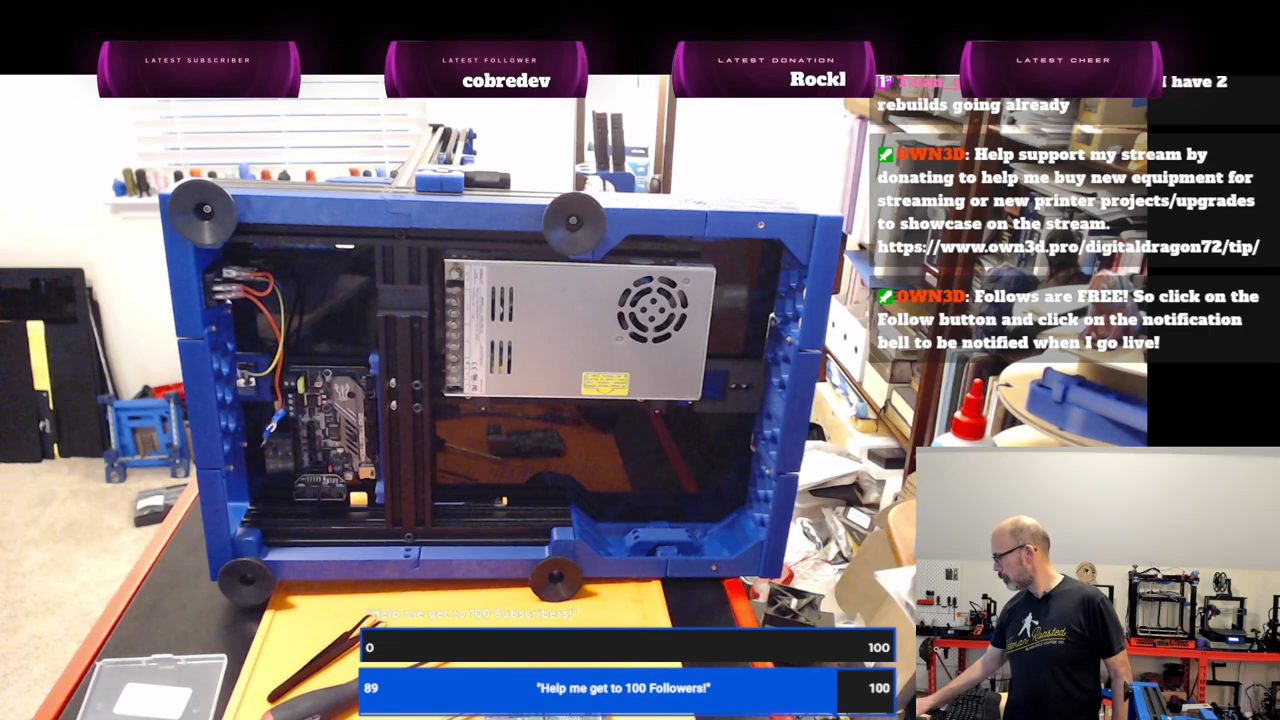 LATEST SUBSCRIBER
LATEST FOLLOWER
cobredev
LATEST DONATION
Rockl
LATEST CHEER
I have 2
rebuilds going already
OWN3D: Help support my stream by
donating to help me buy new equipment for
streaming or new printer projects/upgrades
to showcase on the stream.
https://www.own3d.pro/digitaldragon72/tip/
OWN3D: Follows are FREE! So click on the
Follow button and click on the notification
bell to be notified when I go live!
"Help me get to 100 Subscribers!"
0 100
89 "Help me get to 100 Followers!" 100
Roasted